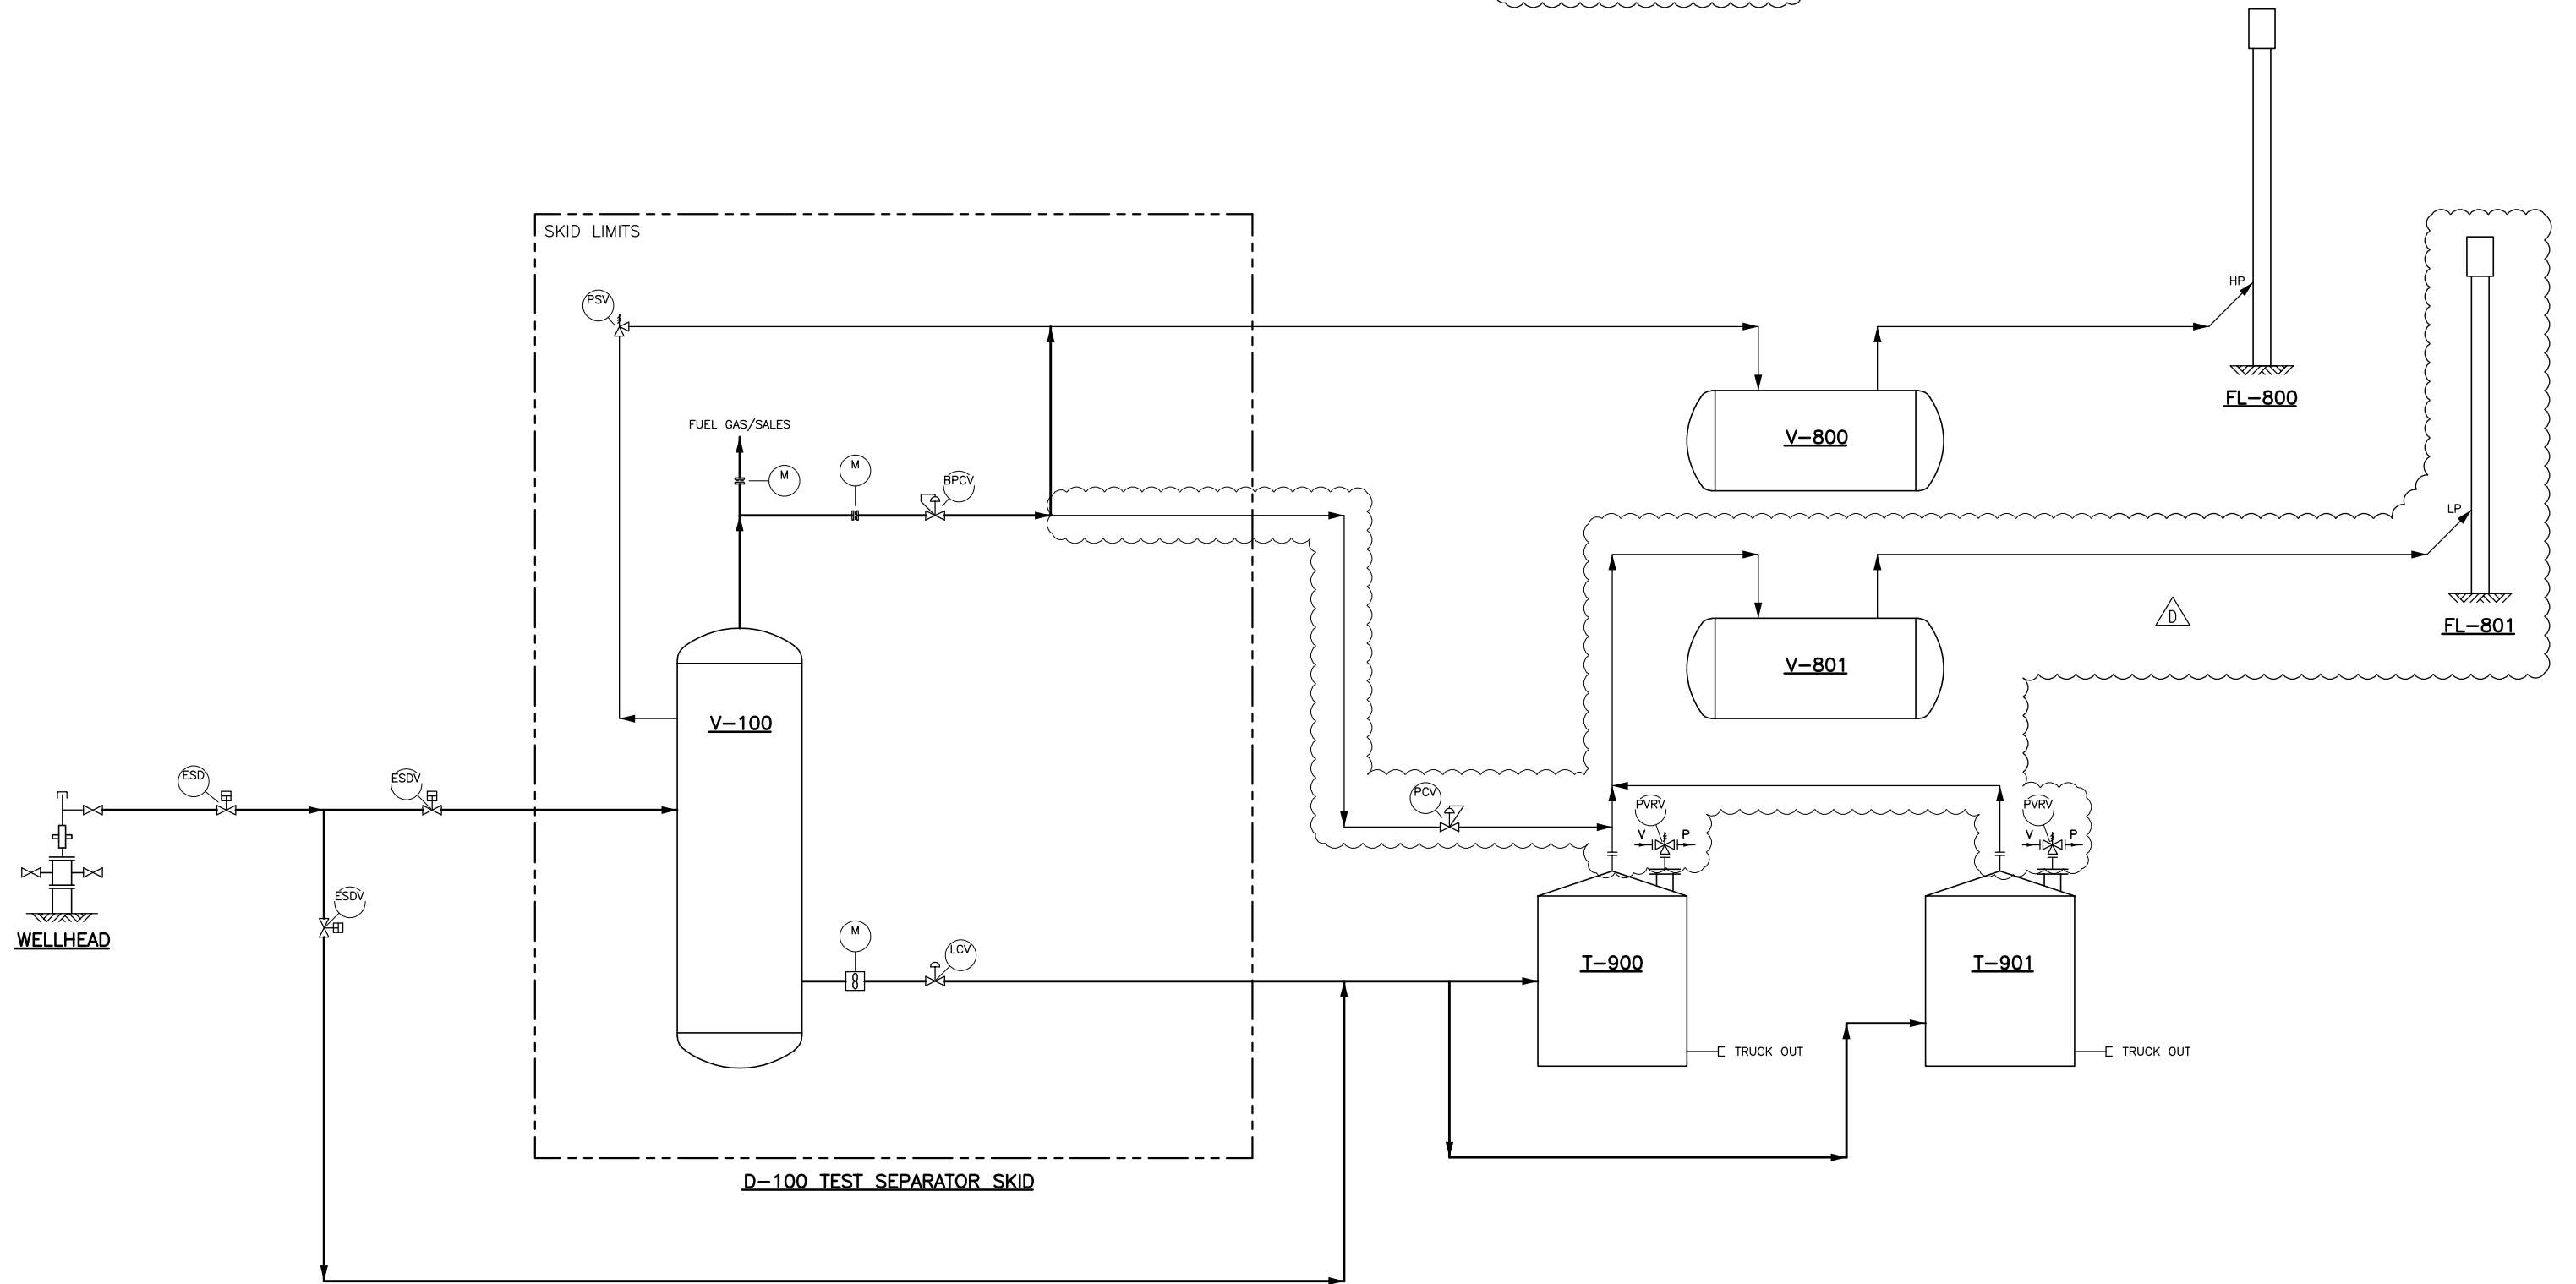 SKID LIMITS
PSV
HP
FL-800
FUEL GAS/SALES
V-800
M
M
BPCV
LP
D
FL-801
V-801
V-100
ESD
ESDV
PCV
PVRV
V P
PVRV
V P
ESDV
WELLHEAD
M
LCV
T-900
T-901
TRUCK OUT
TRUCK OUT
D-100 TEST SEPARATOR SKID